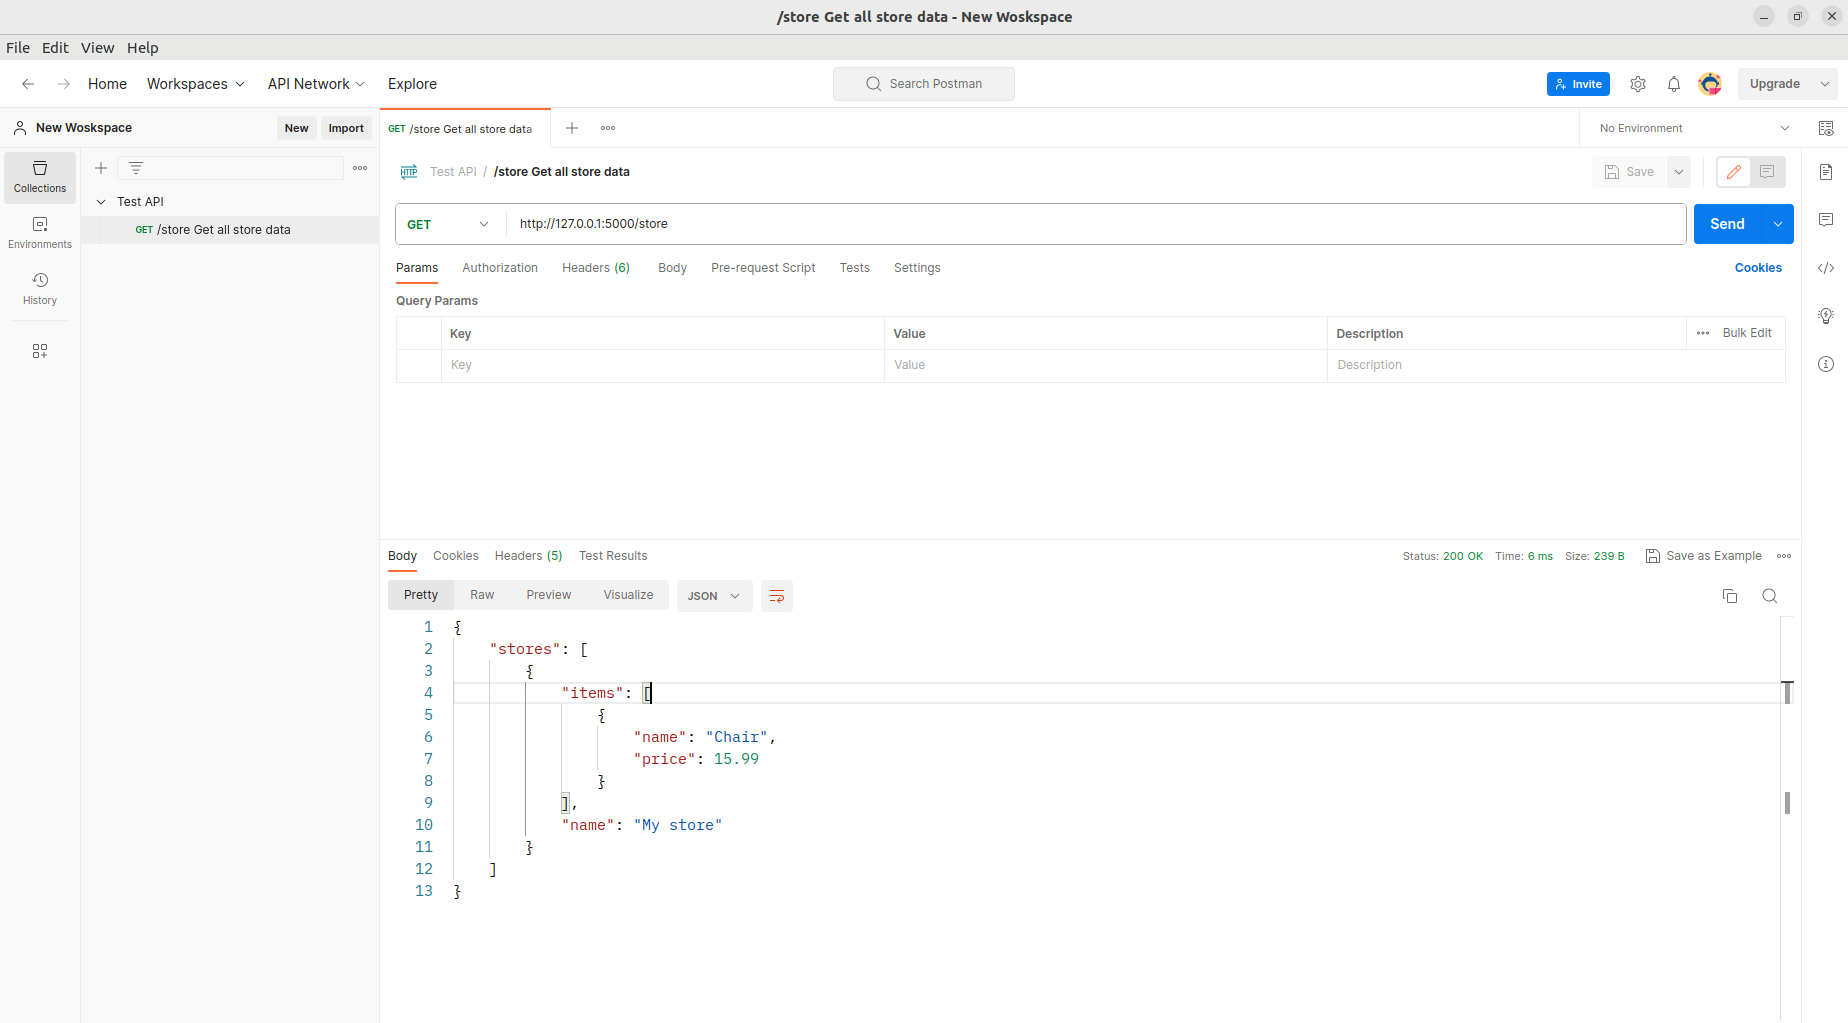 /store Get all store data - New Woskspace
File Edit View Help
Home Workspaces API Network Explore Search Postman Invite Upgrade
New Woskspace New Import GET /store Get all store data No Environment
Collections
Environments
History
Test API
GET /store Get all store data
HTTP Test API / /store Get all store data Save
GET http://127.0.0.1:5000/store Send
Params Authorization Headers (6) Body Pre-request Script Tests Settings Cookies
Query Params
Key Value Description Bulk Edit
Key Value Description
Body Cookies Headers (5) Test Results Status: 200 OK Time: 6 ms Size: 239 B Save as Example
Pretty Raw Preview Visualize JSON
1 {
2 "stores": [
3 {
4 "items": [
5 {
6 "name": "Chair",
7 "price": 15.99
8 }
9 ],
10 "name": "My store"
11 }
12 ]
13 }